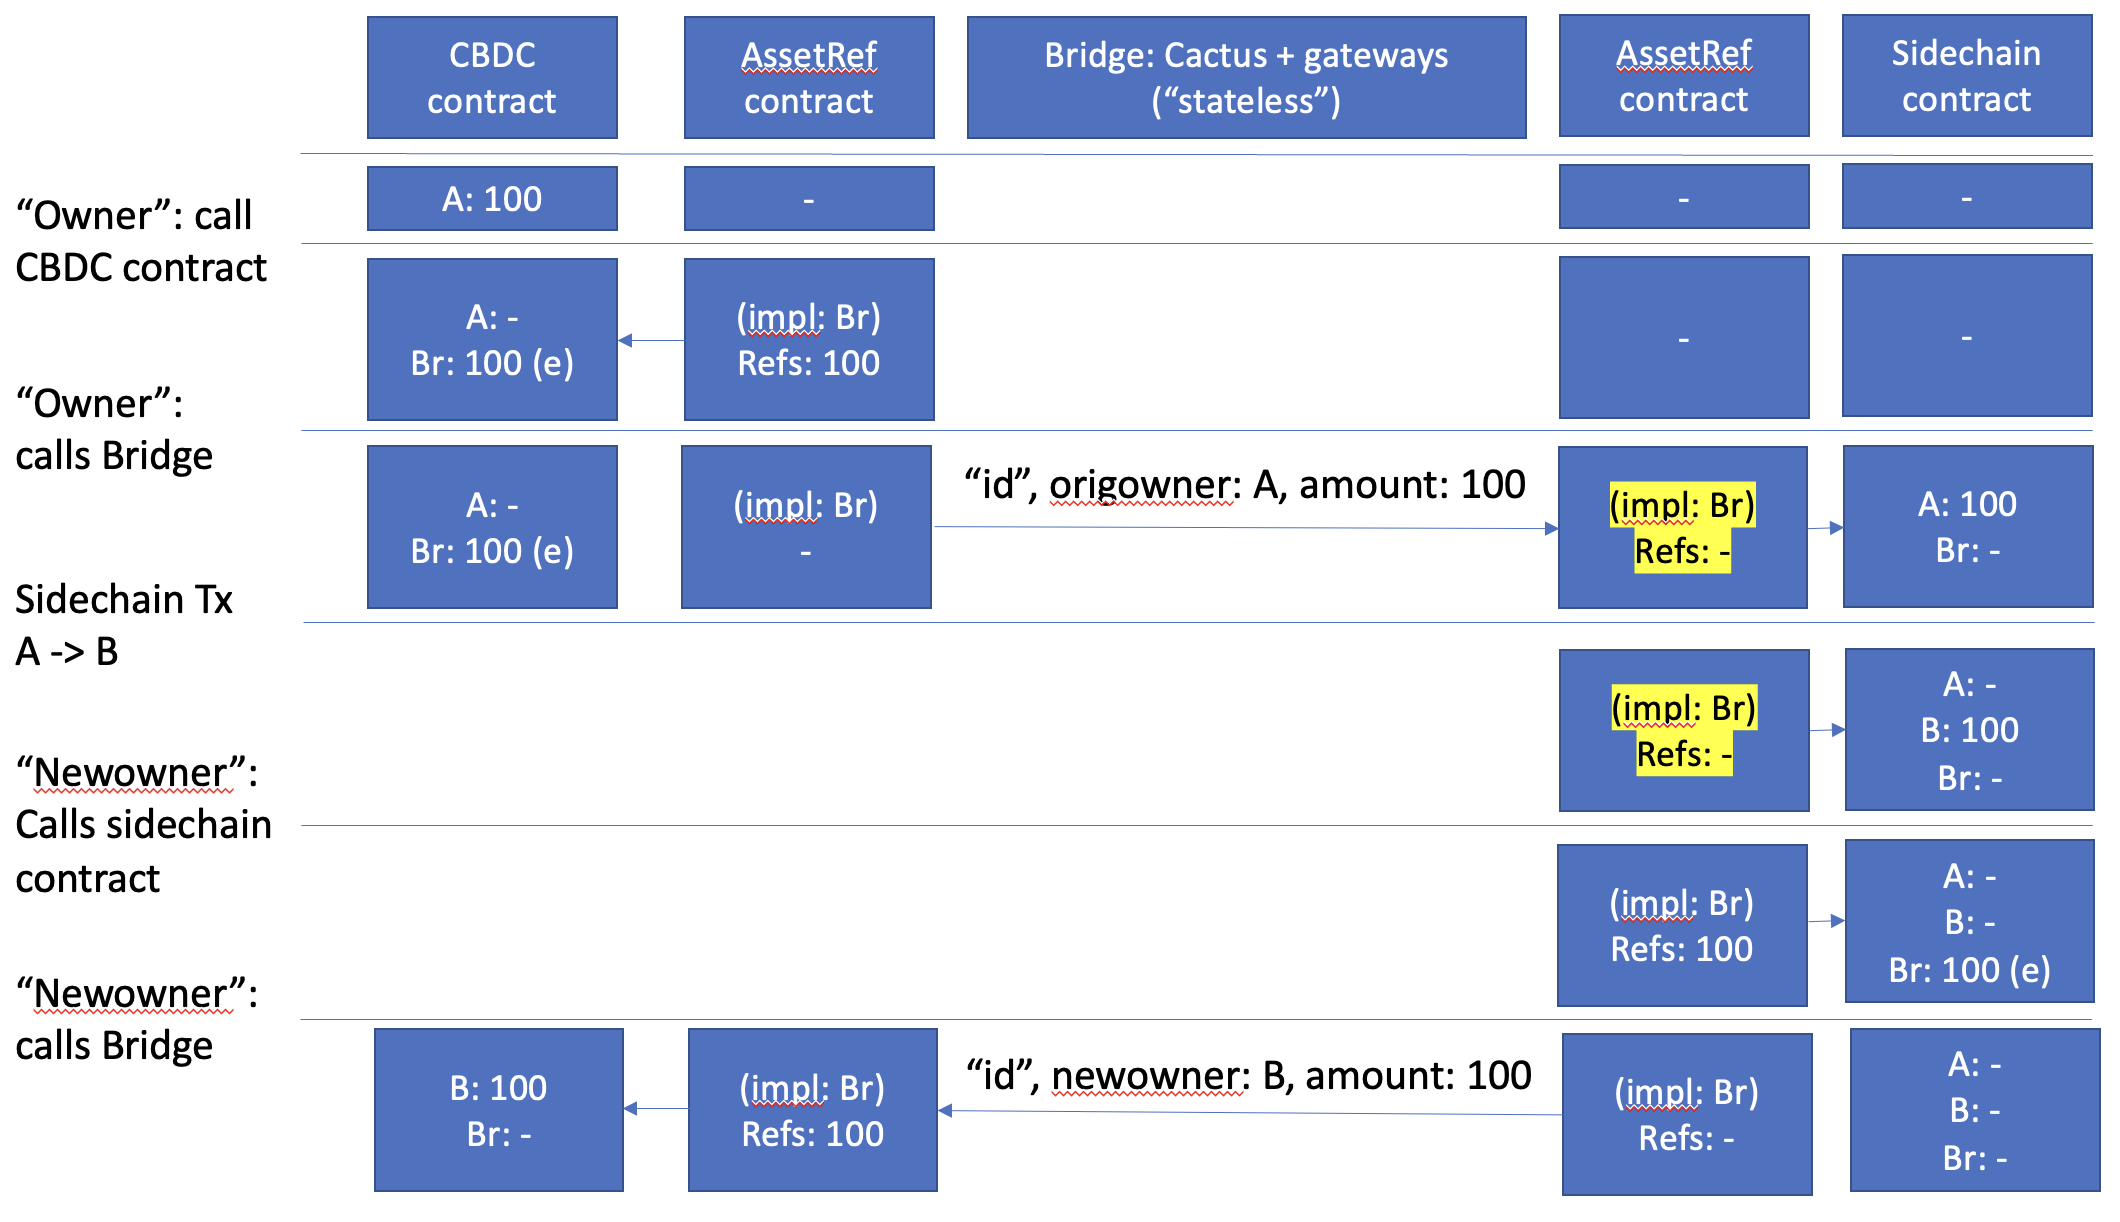 CBDC
contract
AssetRef
contract
Bridge: Cactus + gateways
(“stateless”)
AssetRef
contract
Sidechain
contract
A: 100
-
-
-
“Owner”: call
CBDC contract
A: -
Br: 100 (e)
(impl: Br)
Refs: 100
-
-
“Owner”:
calls Bridge
A: -
Br: 100 (e)
(impl: Br)
-
“id”, origowner: A, amount: 100
(impl: Br)
Refs: -
A: 100
Br: -
Sidechain Tx
A -> B
(impl: Br)
Refs: -
A: -
B: 100
Br: -
“Newowner”:
Calls sidechain
contract
(impl: Br)
Refs: 100
A: -
B: -
Br: 100 (e)
“Newowner”:
calls Bridge
B: 100
Br: -
(impl: Br)
Refs: 100
“id”, newowner: B, amount: 100
(impl: Br)
Refs: -
A: -
B: -
Br: -